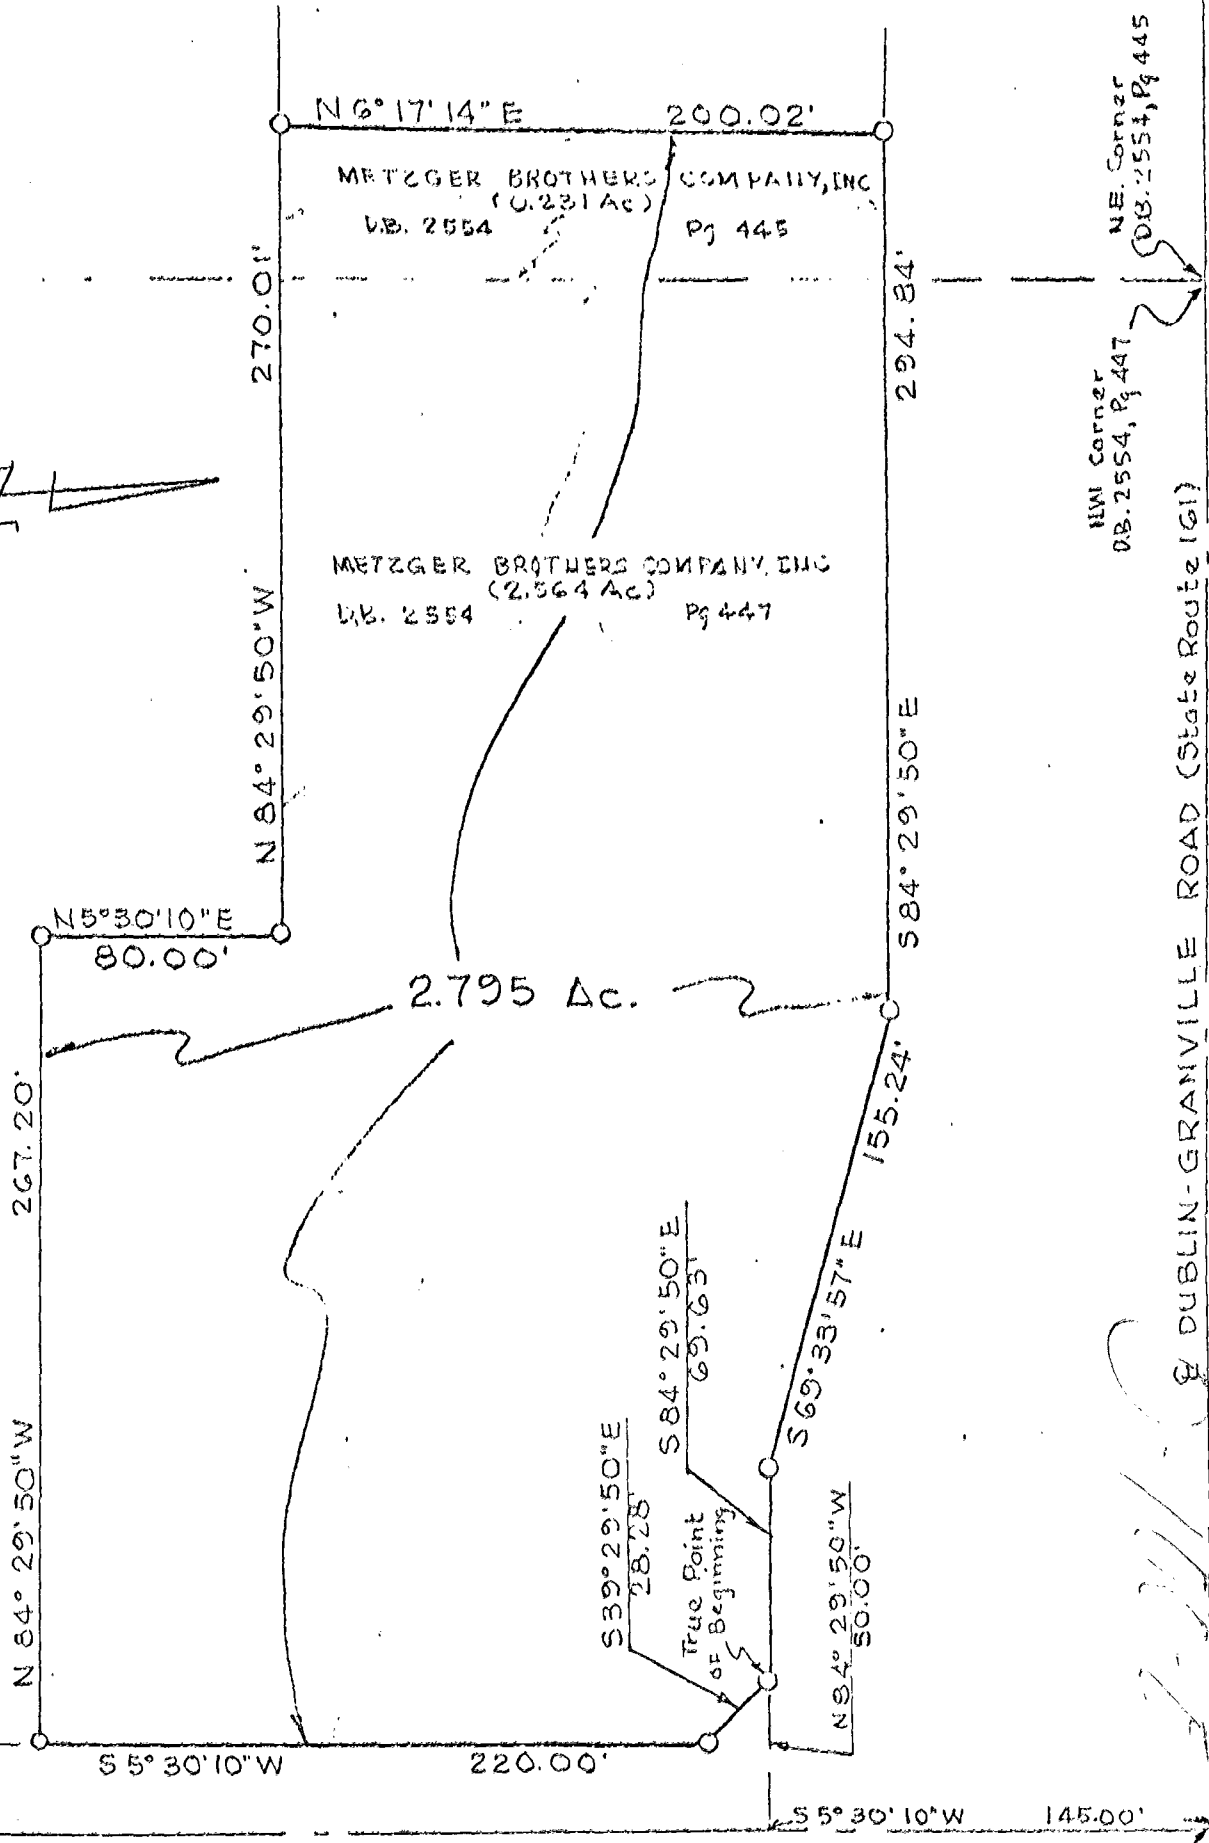 N 6° 17' 14" E 200.02'
METZGER BROTHERS COMPANY, INC
(0.231 Ac)
D.B. 2554 Pg 445
270.01'
N 84° 29' 50" W
294.84'
S 84° 29' 50" E
N.E. Corner
D.B. 2554, Pg 445
NW Corner
D.B. 2554, Pg 447
METZGER BROTHERS COMPANY, INC
(2.564 Ac)
D.B. 2554 Pg 447
N 5° 30' 10" E
80.00'
2.795 Ac.
267.20'
N 84° 29' 50" W
155.24'
S 69° 33' 57" E
S 84° 29' 50" E
69.63'
S 39° 29' 50" E
28.28'
True Point
of Beginning
N 84° 29' 50" W
50.00'
℄ DUBLIN-GRANVILLE ROAD (State Route 161)
S 5° 30' 10" W 220.00'
S 5° 30' 10" W 145.00'